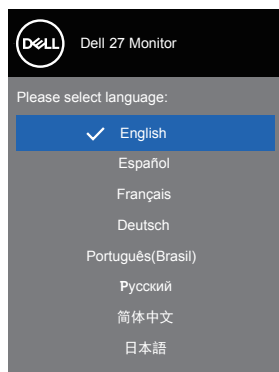 DELL
Dell 27 Monitor
Please select language:
English
Español
Français
Deutsch
Português(Brasil)
Русский
简体中文
日本語